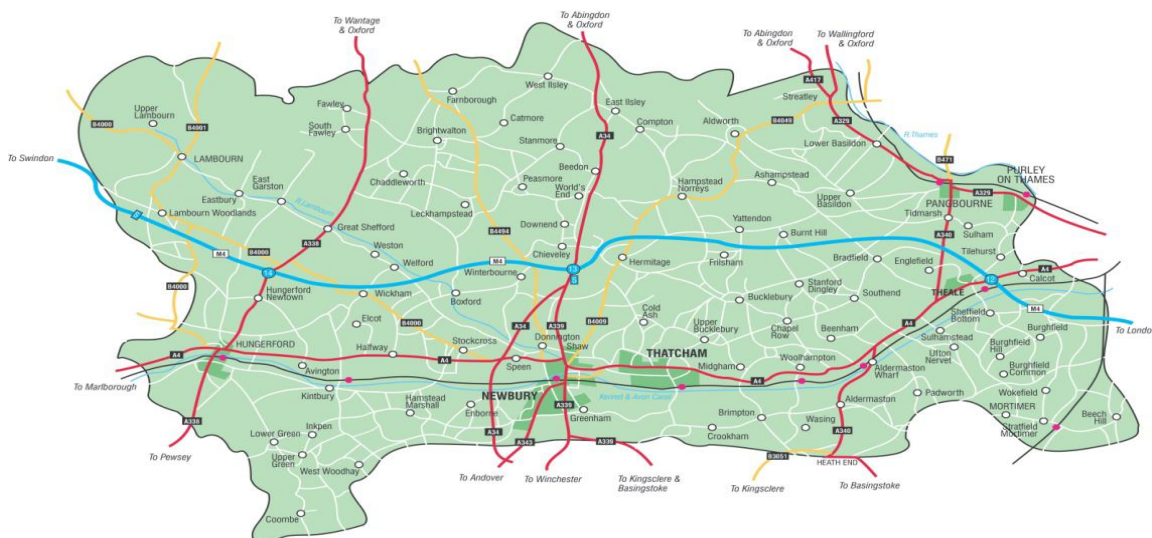 To Wantage
& Oxford
To Abingdon
& Oxford
To Abingdon
& Oxford
To Wallingford
& Oxford
A417
Streatley
West Ilsley
Farnborough
Fawley
East Ilsley
Upper
Lambourn
B4000
B4001
South
Fawley
Catmore
Compton
Aldworth
B4049
A329
Brightwalton
A34
Stanmore
Lower Basildon
R Thames
To Swindon
LAMBOURN
Beedon
B471
PURLEY
ON THAMES
East
Garston
Chaddleworth
Peasmore
World's
End
Hampstead
Norreys
Ashampstead
Upper
Basildon
A329
PANGBOURNE
Eastbury
R Lambourn
Leckhampstead
Lambourn Woodlands
Tidmarsh
Great Shefford
Downend
Yattendon
Burnt Hill
A340
Sulham
B4494
A338
Weston
Chieveley
Tilehurst
M4
B4000
Welford
Winterbourne
13
Hermitage
Frilsham
Bradfield
Englefield
A4
Calcot
14
M4
12
B4000
Hungerford
Newtown
Wickham
Boxford
Bucklebury
Stanford
Dingley
Southend
THEALE
M4
Elcot
B4000
A34
A339
B4009
Cold
Ash
Upper
Bucklebury
Chapel
Row
Beenham
A4
Sheffield
Bottom
Burghfield
To Londo
HUNGERFORD
Halfway
Stockcross
Donnington
Shaw
THATCHAM
Sulhamstead
Burghfield
Hill
A4
A4
Speen
Midgham
Woolhampton
Ufton
Nervet
Burghfield
Common
To Marlborough
Avington
A4
Aldermaston
Wharf
Kintbury
NEWBURY
Kennet & Avon Canal
Padworth
Wokefield
Hamstead
Marshall
Enborne
A339
Greenham
Brimpton
Wasing
Aldermaston
MORTIMER
Beech
Hill
A338
Inkpen
A34
A343
A339
Crookham
A340
Stratfield
Mortimer
Lower Green
To Pewsey
Upper
Green
West Woodhay
B3051
HEATH END
To Andover
To Winchester
To Kingsclere &
Basingstoke
To Kingsclere
To Basingstoke
Coombe